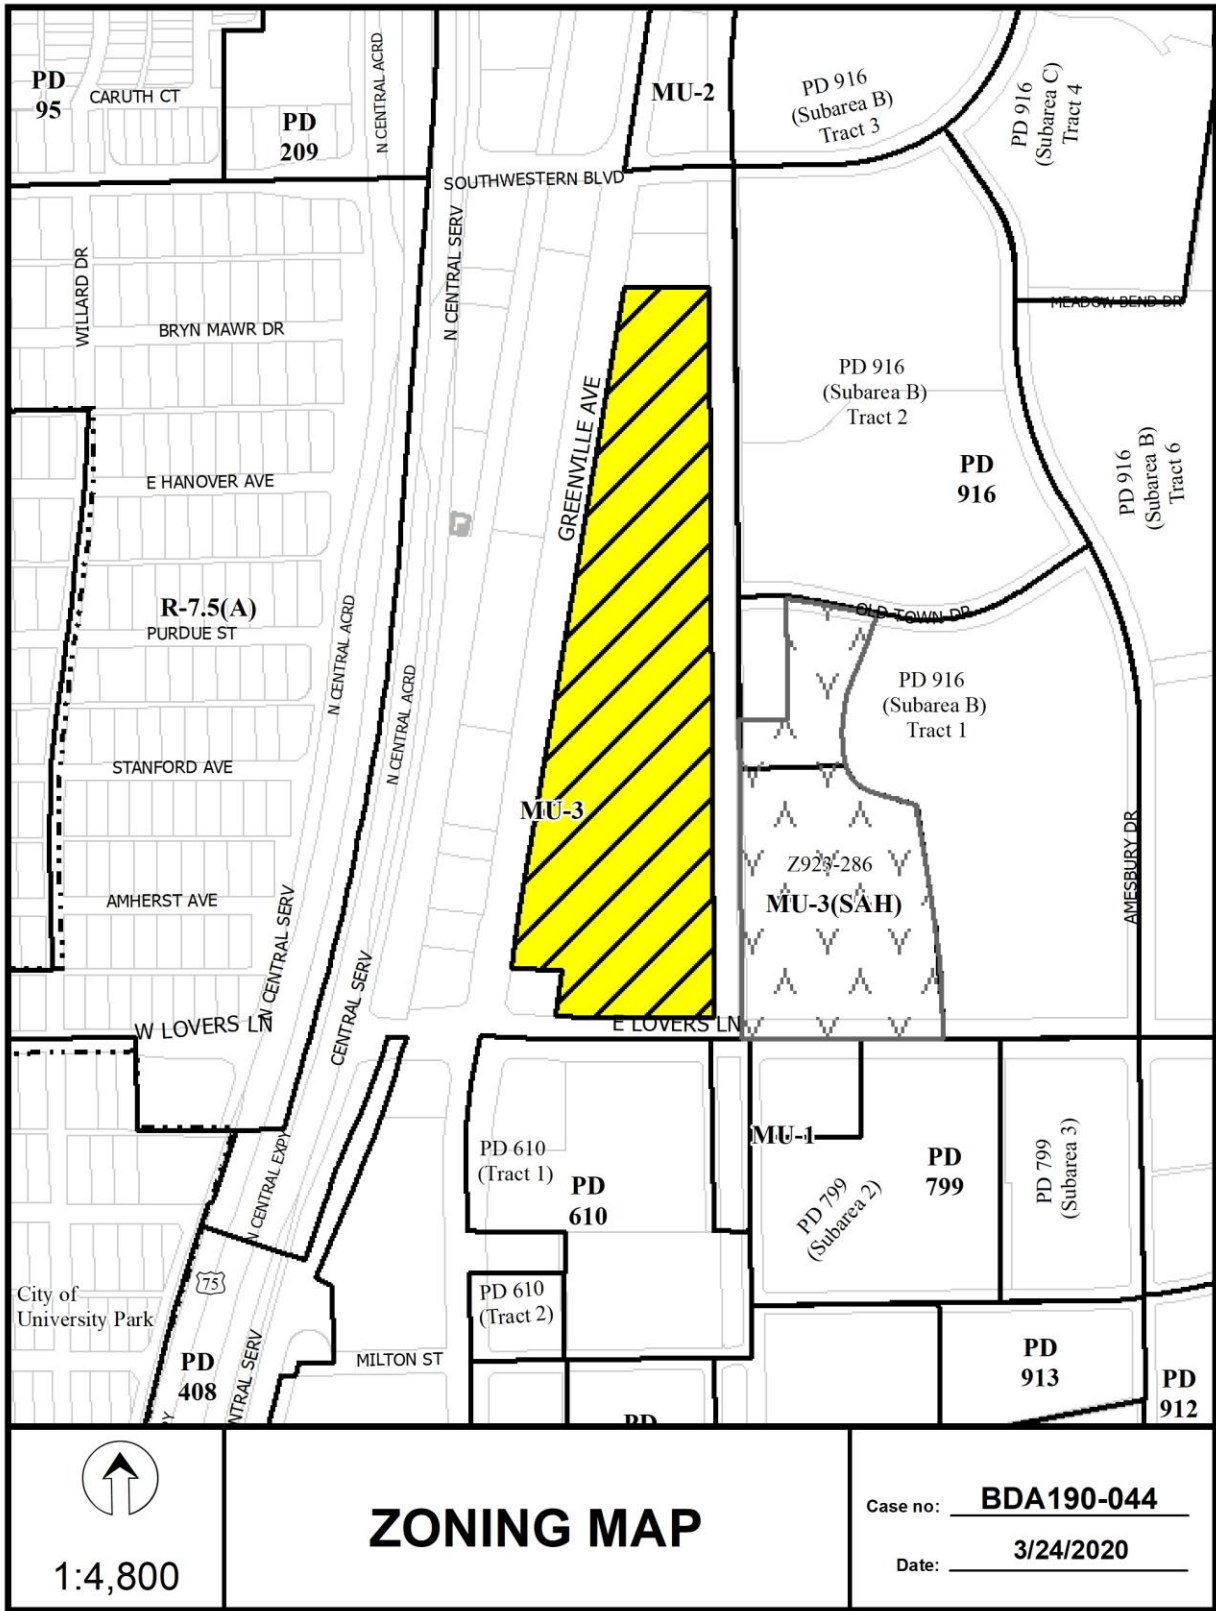 PD
95
CARUTH CT
PD
209
N CENTRAL ACRD
MU-2
PD 916
(Subarea B)
Tract 3
PD 916
(Subarea C)
Tract 4
SOUTHWESTERN BLVD
WILLARD DR
N CENTRAL SERV
BRYN MAWR DR
MEADOW BEND DR
GREENVILLE AVE
PD 916
(Subarea B)
Tract 2
PD
916
PD 916
(Subarea B)
Tract 6
E HANOVER AVE
R-7.5(A)
PURDUE ST
N CENTRAL ACRD
N CENTRAL ACRD
OLD TOWN DR
PD 916
(Subarea B)
Tract 1
STANFORD AVE
MU-3
Z923-286
MU-3(SAH)
AMESBURY DR
AMHERST AVE
N CENTRAL SERV
CENTRAL SERV
W LOVERS LN
E LOVERS LN
N CENTRAL EXPY
PD 610
(Tract 1)
PD
610
MU-1
PD 799
(Subarea 2)
PD
799
PD 799
(Subarea 3)
75
City of
University Park
PD 610
(Tract 2)
PD
408
NTRAL SERV
PY
MILTON ST
PD
913
PD
912
PD
1:4,800
ZONING MAP
Case no: BDA190-044
Date: 3/24/2020